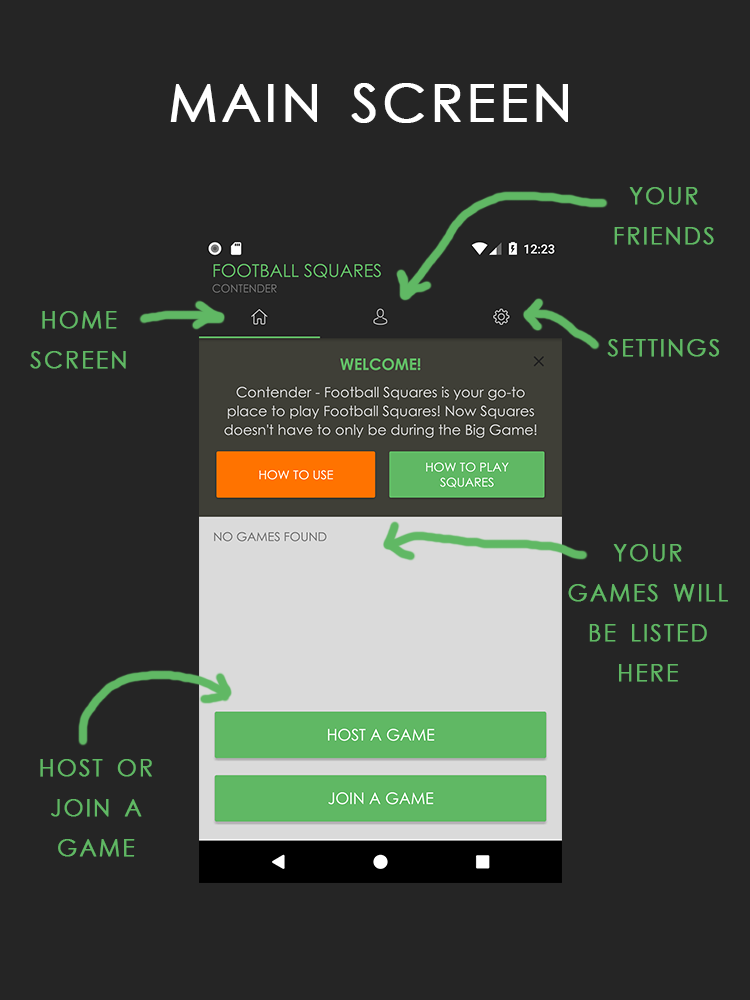 MAIN SCREEN
YOUR
FRIENDS
12:23
FOOTBALL SQUARES
CONTENDER
HOME
SCREEN
SETTINGS
WELCOME!
Contender - Football Squares is your go-to
place to play Football Squares! Now Squares
doesn't have to only be during the Big Game!
HOW TO USE
HOW TO PLAY
SQUARES
NO GAMES FOUND
YOUR
GAMES WILL
BE LISTED
HERE
HOST OR
JOIN A
GAME
HOST A GAME
JOIN A GAME